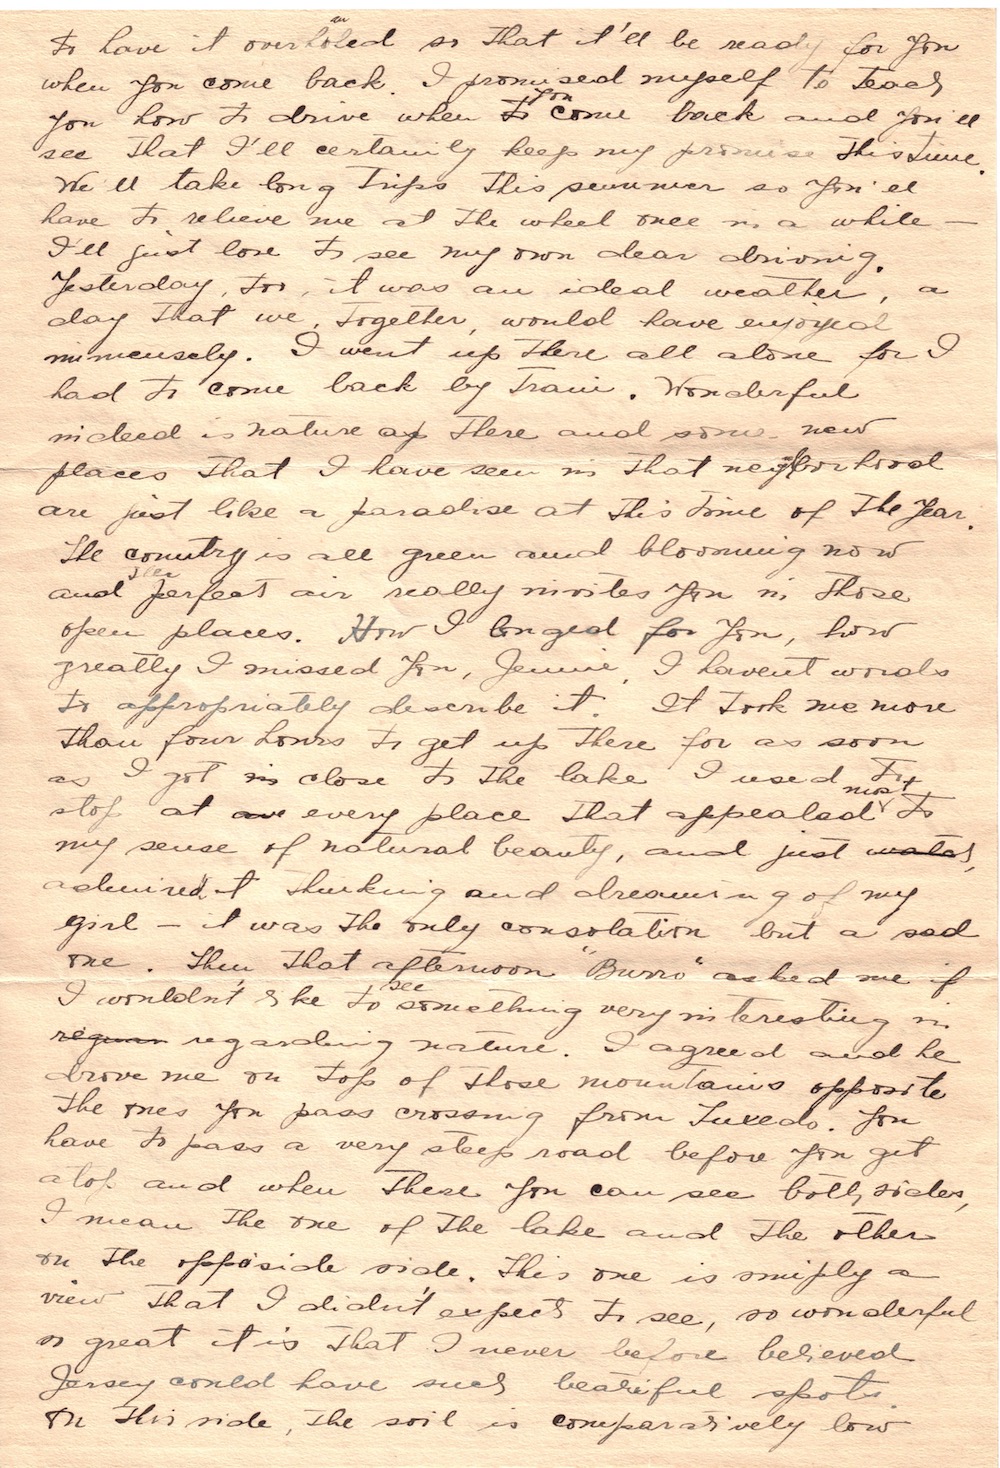 to have it overhauled so that it'll be ready for you
when you come back. I promised myself to teach
you how to drive when you come back and you'll
see that I'll certainly keep my promise this time.
We'll take long trips this summer so you'll
have to relieve me at the wheel once in a while —
I'll just love to see my own dear driving.
Yesterday, too, it was an ideal weather, a
day that we, together, would have enjoyed
immensely. I went up there all alone for I
had to come back by train. Wonderful
indeed is nature up there and some new
places that I have seen in that neighborhood
are just like a paradise at this time of the year.
The country is all green and blooming now
and the perfect air really invites you in those
open places. How I longed for you, how
greatly I missed you, Jennie, I havent words
to appropriately describe it. It took me more
than four hours to get up there for as soon
as I got in close to the lake I used to
stop at every place that appealed most to
my sense of natural beauty, and just watch,
admired it thinking and dreaming of my
girl — it was the only consolation but a sad
one. Then that afternoon "Burro" asked me if
I wouldn't like to see something very interesting in
regarding nature. I agreed and he
drove me on top of those mountains opposite
the ones you pass crossing from Tuxedo. You
have to pass a very steep road before you get
atop and when there you can see both sides,
I mean the one of the lake and the other
on the opposide side. This one is simply a
view that I didn't expect to see, so wonderful
so great it is that I never before believed
Jersey could have such beatiful spots.
On this side, the soil is comparatively low